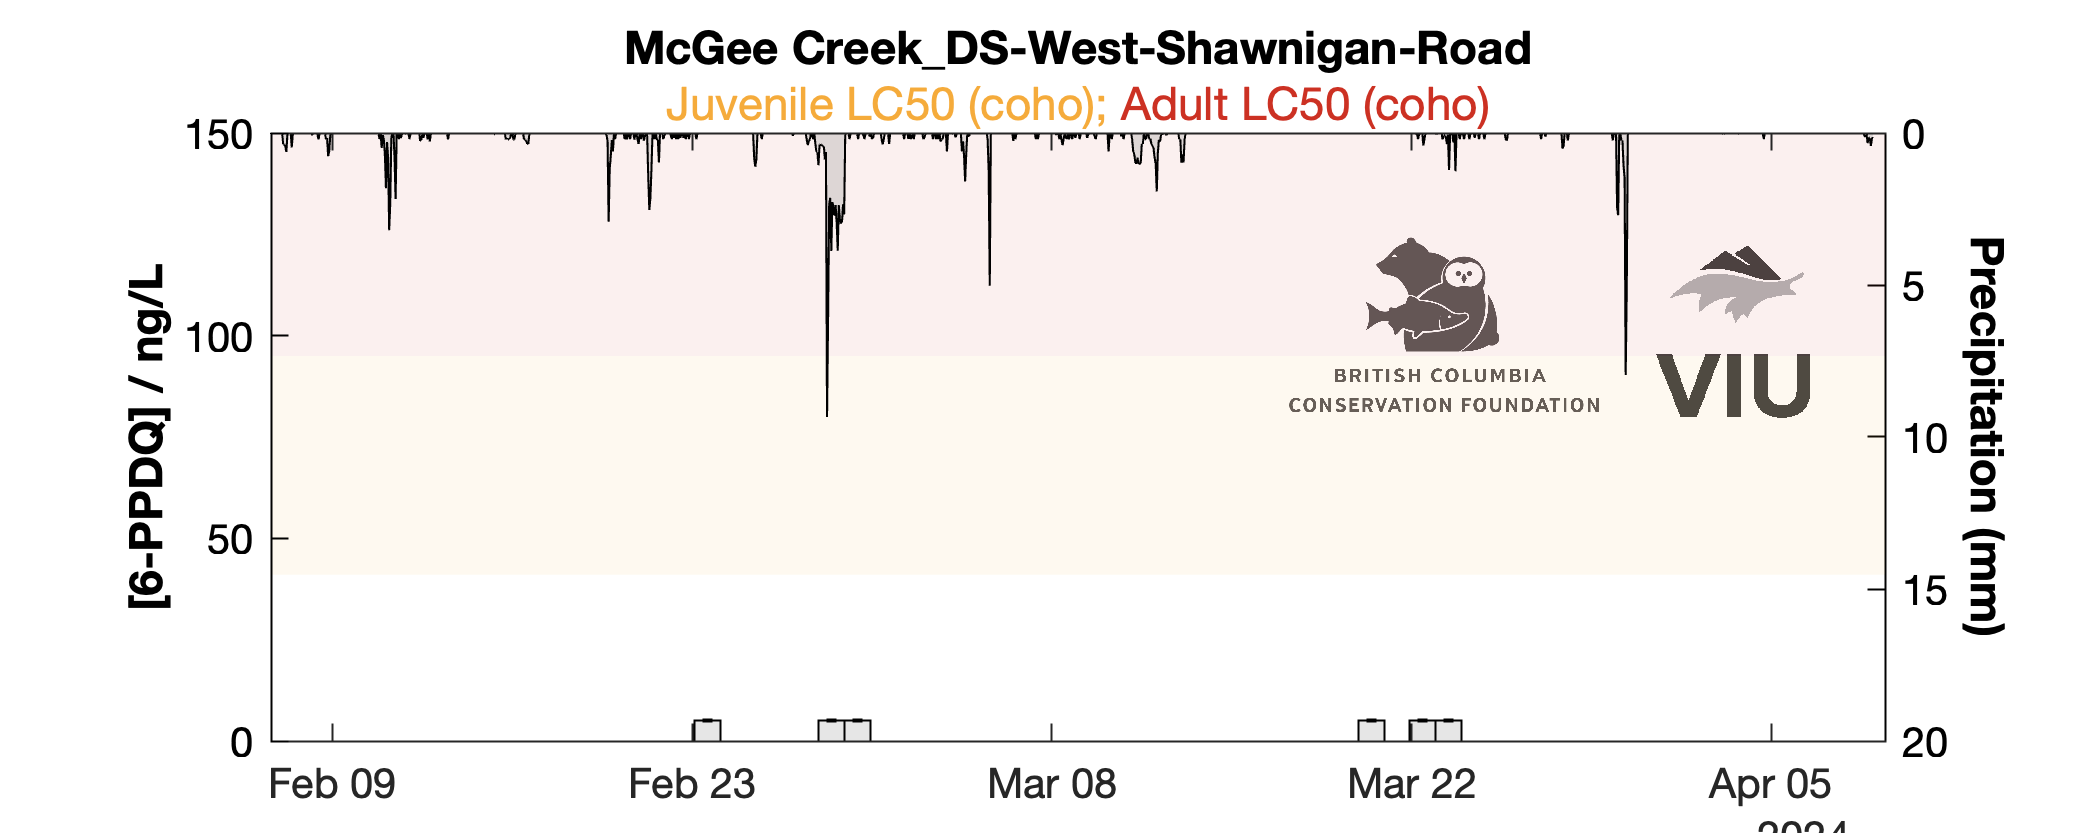 McGee Creek_DS-West-Shawnigan-Road
Juvenile LC50 (coho); Adult LC50 (coho)
150
100
50
0
[6-PPDQ] / ng/L
0
5
10
15
20
Precipitation (mm)
BRITISH COLUMBIA
CONSERVATION FOUNDATION
VIU
Feb 09
Feb 23
Mar 08
Mar 22
Apr 05
2024